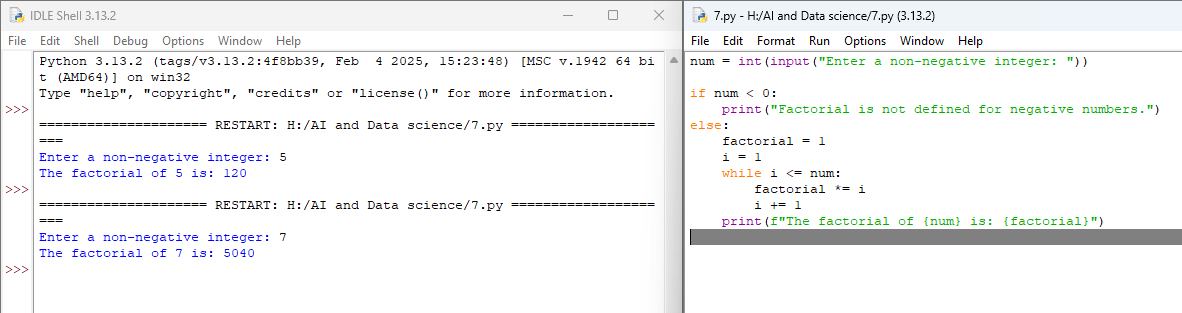 IDLE Shell 3.13.2
File Edit Shell Debug Options Window Help
Python 3.13.2 (tags/v3.13.2:4f8bb39, Feb  4 2025, 15:23:48) [MSC v.1942 64 bi
t (AMD64)] on win32
Type "help", "copyright", "credits" or "license()" for more information.
>>>
===================== RESTART: H:/AI and Data science/7.py ==================
===
Enter a non-negative integer: 5
The factorial of 5 is: 120
>>>
===================== RESTART: H:/AI and Data science/7.py ==================
===
Enter a non-negative integer: 7
The factorial of 7 is: 5040
>>>
7.py - H:/AI and Data science/7.py (3.13.2)
File Edit Format Run Options Window Help
num = int(input("Enter a non-negative integer: "))
if num < 0:
    print("Factorial is not defined for negative numbers.")
else:
    factorial = 1
    i = 1
    while i <= num:
        factorial *= i
        i += 1
    print(f"The factorial of {num} is: {factorial}")